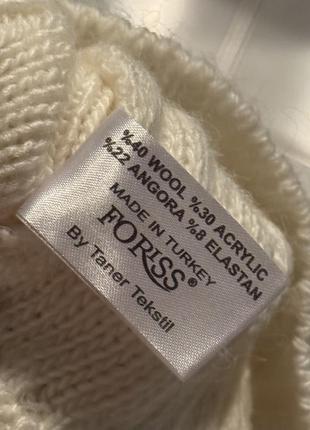 %40 WOOL %30 ACRYLIC
%22 ANGORA %8 ELASTAN
MADE IN TURKEY
FORSS®
By Taner Tekstil